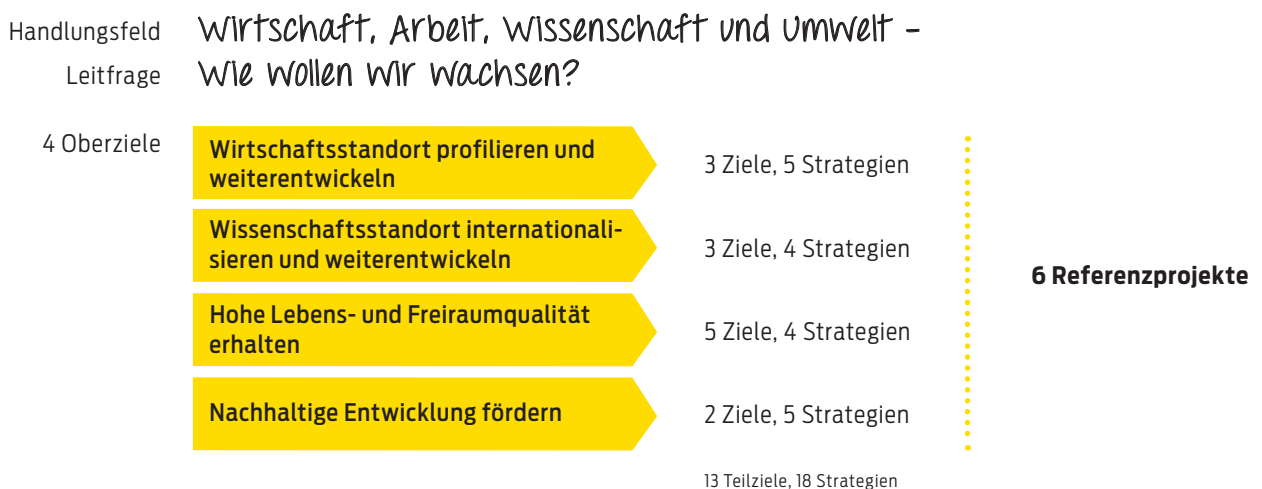 Handlungsfeld
Wirtschaft, Arbeit, Wissenschaft und Umwelt –
Leitfrage
Wie wollen wir wachsen?
4 Oberziele
Wirtschaftsstandort profilieren und
weiterentwickeln
3 Ziele, 5 Strategien
Wissenschaftsstandort internationali-
sieren und weiterentwickeln
3 Ziele, 4 Strategien
Hohe Lebens- und Freiraumqualität
erhalten
5 Ziele, 4 Strategien
Nachhaltige Entwicklung fördern
2 Ziele, 5 Strategien
13 Teilziele, 18 Strategien
6 Referenzprojekte